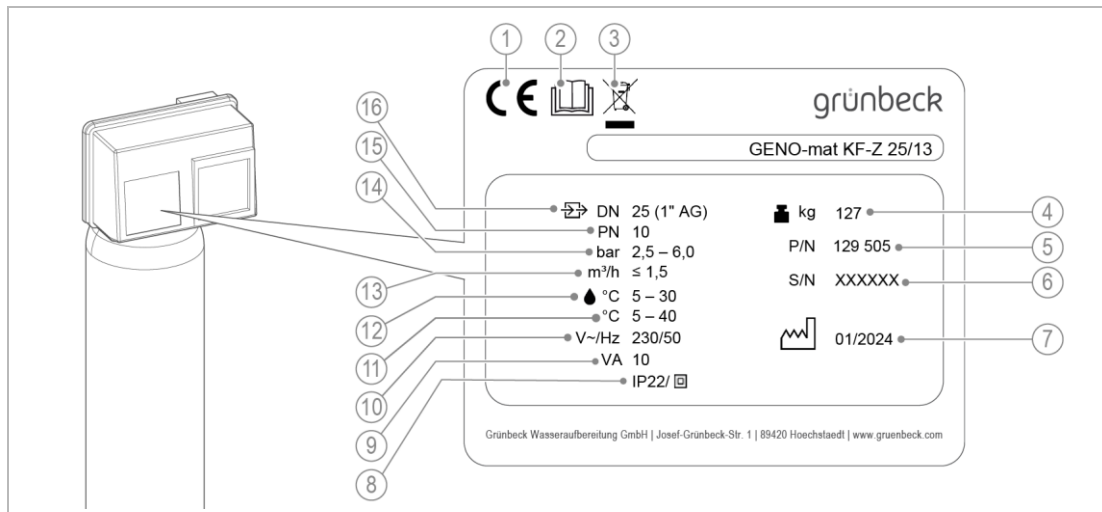 1 2 3
CE
grünbeck
GENO-mat KF-Z 25/13
16
15
14
13
12
11
10
9
8
DN 25 (1" AG)
PN 10
bar 2,5 – 6,0
m³/h ≤ 1,5
°C 5 – 30
°C 5 – 40
V~/Hz 230/50
VA 10
IP22/
kg 127 4
P/N 129 505 5
S/N XXXXXX 6
01/2024 7
Grünbeck Wasseraufbereitung GmbH | Josef-Grünbeck-Str. 1 | 89420 Hoechstaedt | www.gruenbeck.com